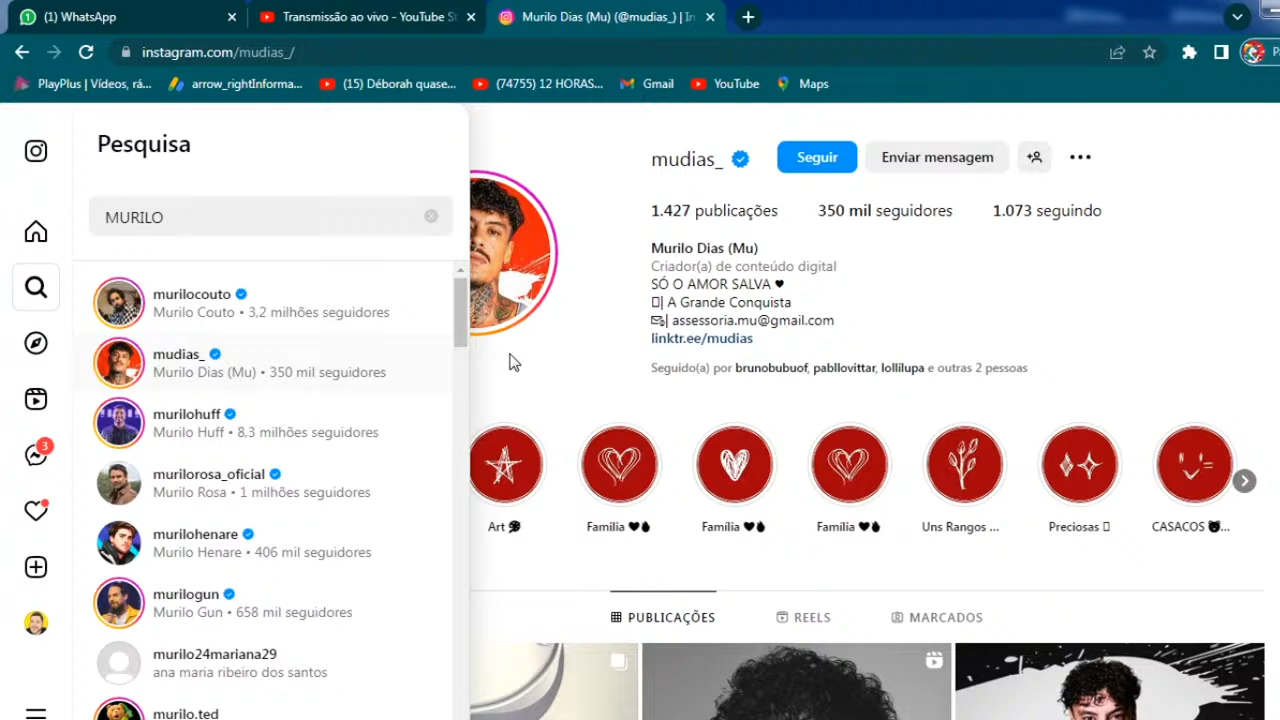 (1) WhatsApp
Transmissão ao vivo - YouTube St
Murilo Dias (Mu) (@mudias_) | In
instagram.com/mudias_/
PlayPlus | Vídeos, rá...
arrow_rightInforma...
(15) Déborah quase...
(74755) 12 HORAS...
Gmail
YouTube
Maps
Pesquisa
MURILO
murilocouto
Murilo Couto • 3,2 milhões seguidores
mudias_
Murilo Dias (Mu) • 350 mil seguidores
murilohuff
Murilo Huff • 8,3 milhões seguidores
murilorosa_oficial
Murilo Rosa • 1 milhões seguidores
murilohenare
Murilo Henare • 406 mil seguidores
murilogun
Murilo Gun • 658 mil seguidores
murilo24mariana29
ana maria ribeiro dos santos
murilo.ted
3
mudias_
Seguir
Enviar mensagem
1.427 publicações
350 mil seguidores
1.073 seguindo
Murilo Dias (Mu)
Criador(a) de conteúdo digital
SÓ O AMOR SALVA ♥
| A Grande Conquista
| assessoria.mu@gmail.com
linktr.ee/mudias
Seguido(a) por brunobubuof, pabllovittar, lollilupa e outras 2 pessoas
Art
Família ♥
Família ♥
Família ♥
Uns Rangos ...
Preciosas
CASACOS ...
PUBLICAÇÕES
REELS
MARCADOS